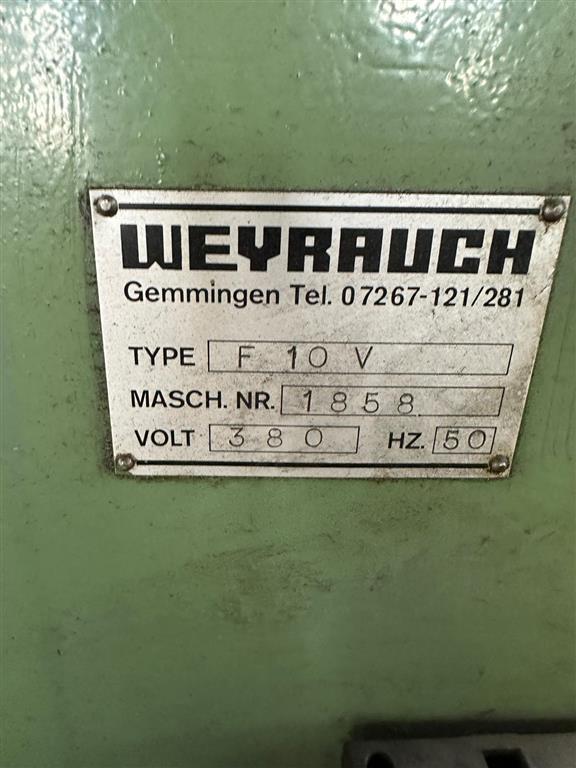 WEYRAUCH
Gemmingen Tel. 07267-121/281
TYPE F 10 V
MASCH. NR. 1858
VOLT 380 HZ. 50